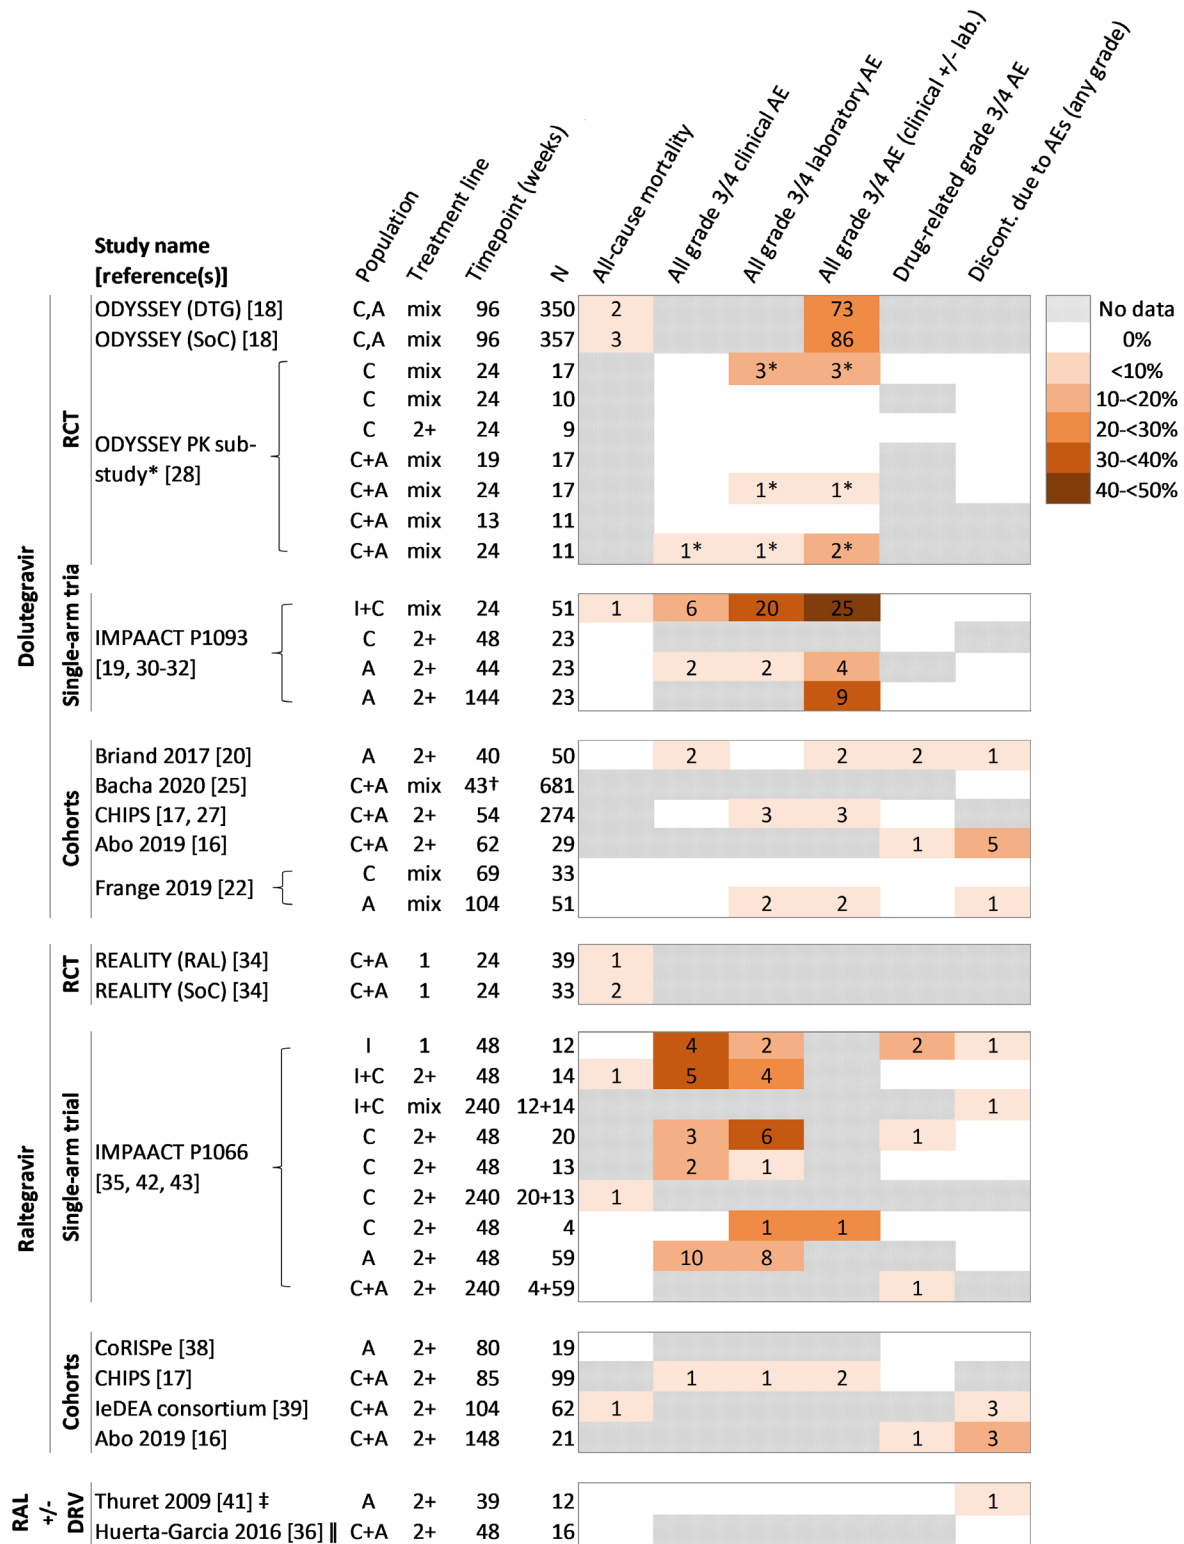 All-cause mortality
All grade 3/4 clinical AE
All grade 3/4 laboratory AE
All grade 3/4 AE (clinical +/- lab.)
Drug-related grade 3/4 AE
Discont. due to AEs (any grade)
Population
Treatment line
Timepoint (weeks)
N
Study name
[reference(s)]
Dolutegravir
RCT
ODYSSEY (DTG) [18] C,A mix 96 350 2 73
ODYSSEY (SoC) [18] C,A mix 96 357 3 86
C mix 24 17 3* 3*
C mix 24 10
C 2+ 24 9
ODYSSEY PK sub-
study* [28]
C+A mix 19 17
C+A mix 24 17 1* 1*
C+A mix 13 11
C+A mix 24 11 1* 1* 2*
No data
0%
<10%
10-<20%
20-<30%
30-<40%
40-<50%
Single-arm tria
I+C mix 24 51 1 6 20 25
IMPAACT P1093
[19, 30-32]
C 2+ 48 23
A 2+ 44 23 2 2 4
A 2+ 144 23 9
Cohorts
Briand 2017 [20] A 2+ 40 50 2 2 2 1
Bacha 2020 [25] C+A mix 43† 681
CHIPS [17, 27] C+A 2+ 54 274 3 3
Abo 2019 [16] C+A 2+ 62 29 1 5
Frange 2019 [22]
C mix 69 33
A mix 104 51 2 2 1
Raltegravir
RCT
REALITY (RAL) [34] C+A 1 24 39 1
REALITY (SoC) [34] C+A 1 24 33 2
Single-arm trial
I 1 48 12 4 2 2 1
I+C 2+ 48 14 1 5 4
I+C mix 240 12+14 1
C 2+ 48 20 3 6 1
IMPAACT P1066
[35, 42, 43]
C 2+ 48 13 2 1
C 2+ 240 20+13 1
C 2+ 48 4 1 1
A 2+ 48 59 10 8
C+A 2+ 240 4+59 1
Cohorts
CoRISPe [38] A 2+ 80 19
CHIPS [17] C+A 2+ 85 99 1 1 2
IeDEA consortium [39] C+A 2+ 104 62 1 3
Abo 2019 [16] C+A 2+ 148 21 1 3
RAL
+/-
DRV
Thuret 2009 [41] ‡ A 2+ 39 12 1
Huerta-Garcia 2016 [36] ‖ C+A 2+ 48 16